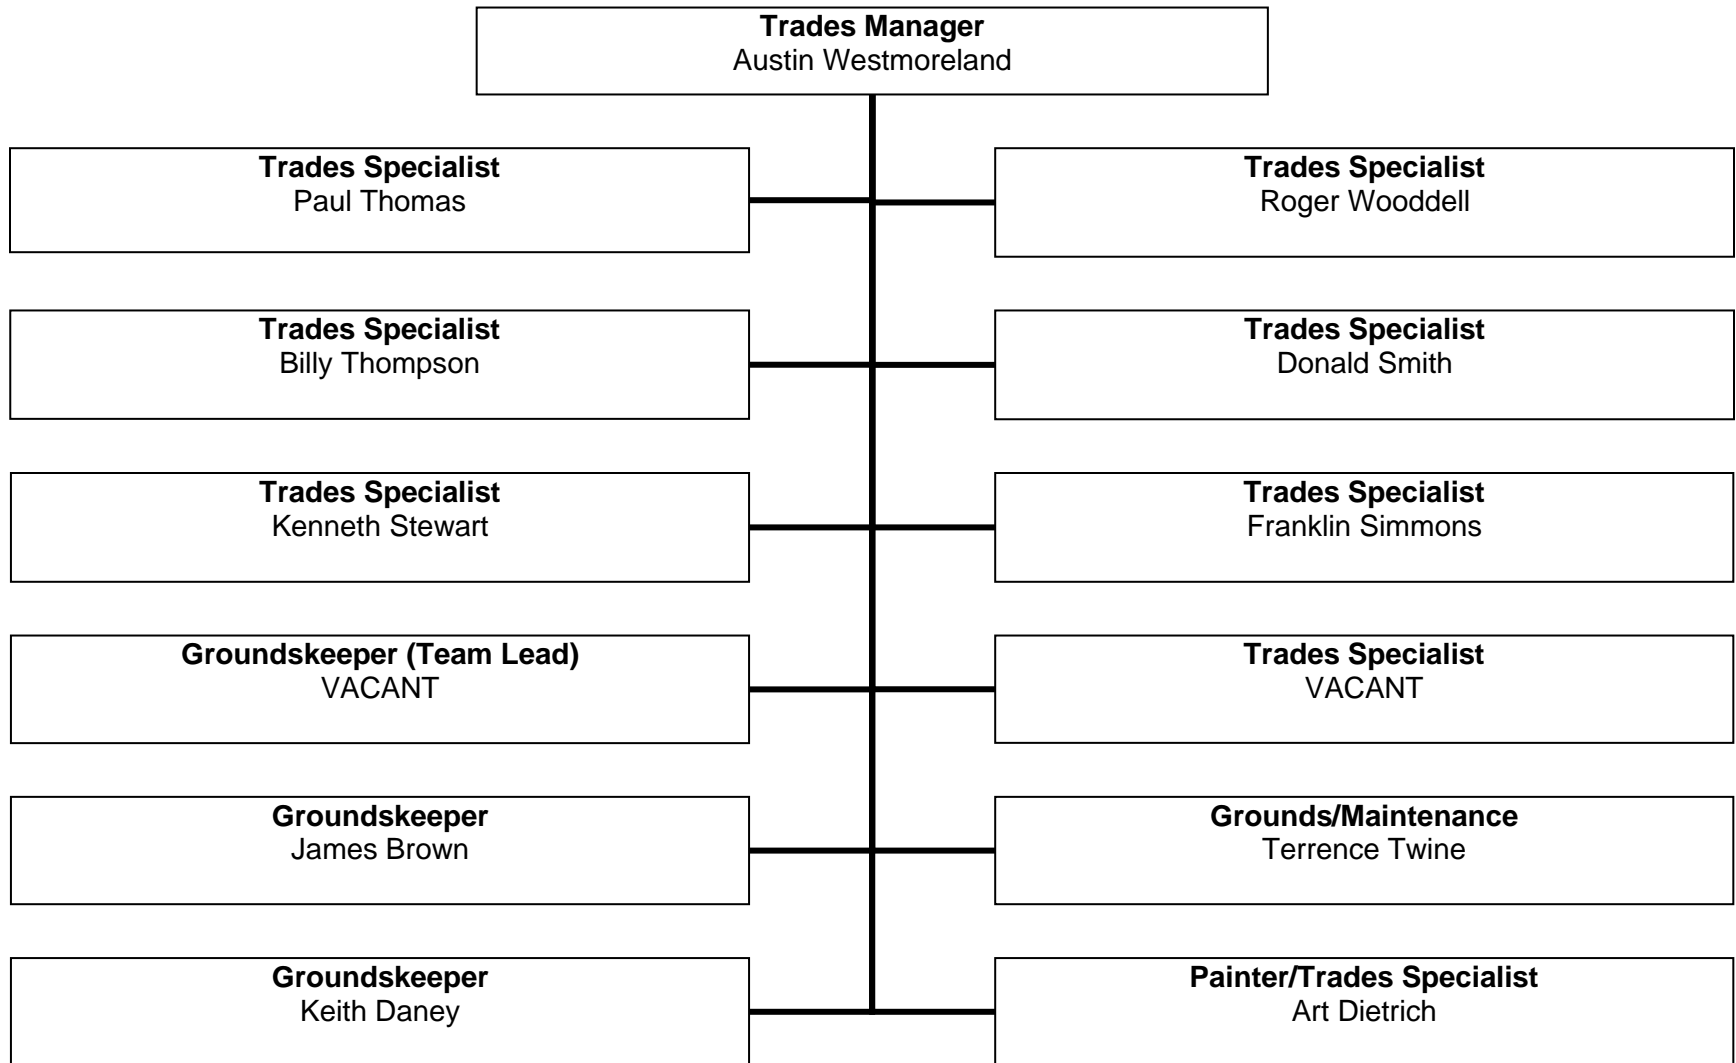 Trades Manager
Austin Westmoreland
Trades Specialist
Paul Thomas
Trades Specialist
Roger Wooddell
Trades Specialist
Billy Thompson
Trades Specialist
Donald Smith
Trades Specialist
Kenneth Stewart
Trades Specialist
Franklin Simmons
Groundskeeper (Team Lead)
VACANT
Trades Specialist
VACANT
Groundskeeper
James Brown
Grounds/Maintenance
Terrence Twine
Groundskeeper
Keith Daney
Painter/Trades Specialist
Art Dietrich